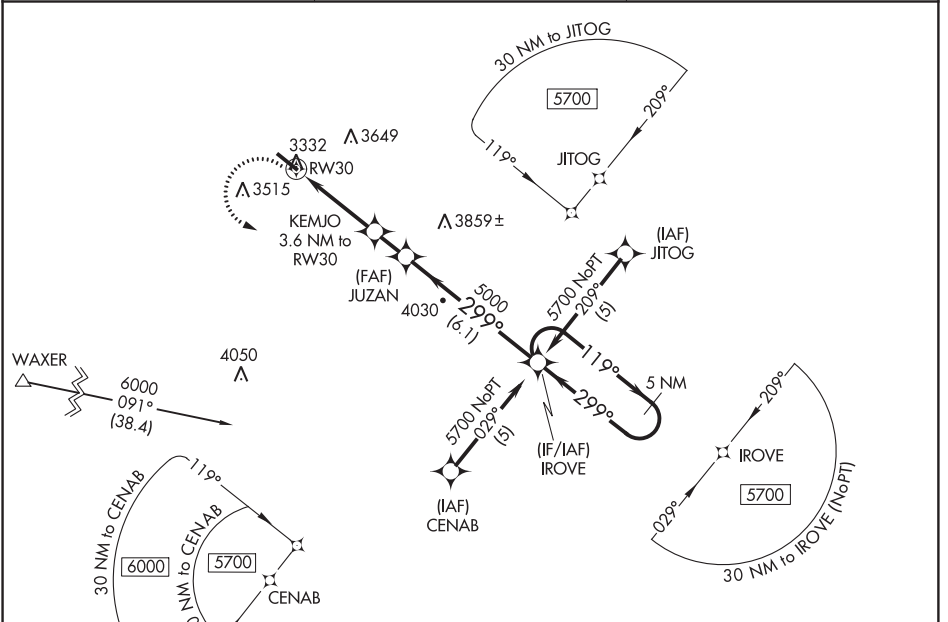 30 NM to JITOG
5700
209°
119°
JITOG
3649
3332
RW30
3515
KEMJO
3.6 NM to
RW30
3859±
(FAF)
JUZAN
4030
5000
299°
(6.1)
(IAF)
JITOG
5700 NoPT
209°
(5)
119°
5 NM
299°
(IF/IAF)
IROVE
5700 NoPT
029°
(5)
(IAF)
CENAB
WAXER
4050
6000
091°
(38.4)
209°
IROVE
5700
029°
30 NM to IROVE (NoPT)
119°
30 NM to CENAB
6000
NM to CENAB
5700
CENAB